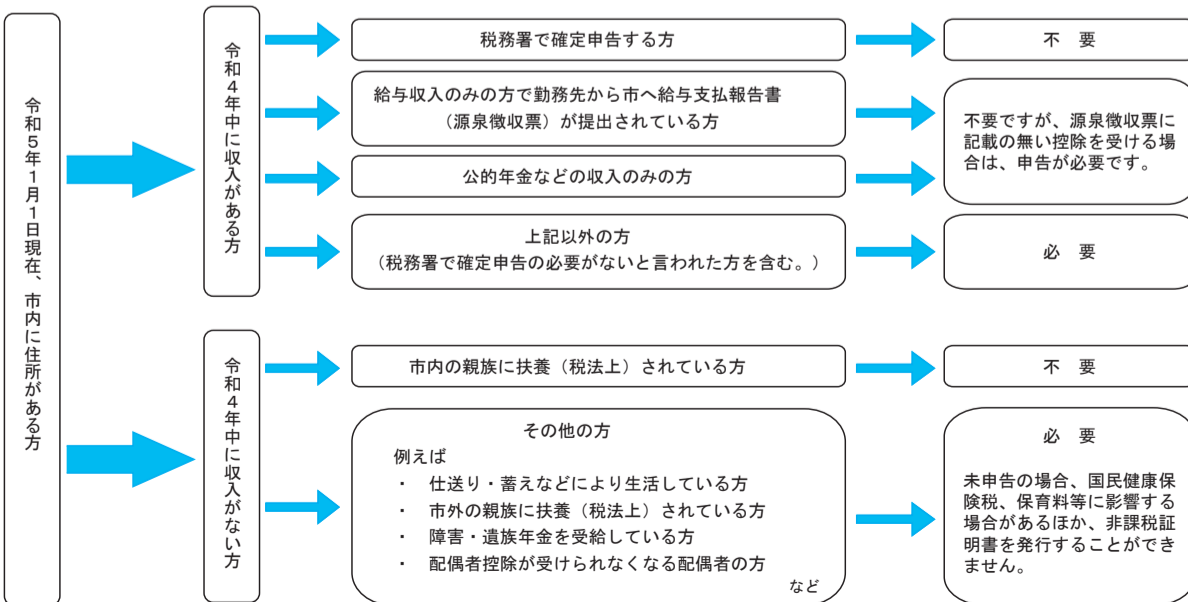 令和5年1月1日現在、市内に住所がある方
令和4年中に収入がある方
税務署で確定申告する方
不 要
給与収入のみの方で勤務先から市へ給与支払報告書
（源泉徴収票）が提出されている方
公的年金などの収入のみの方
不要ですが、源泉徴収票に
記載の無い控除を受ける場
合は、申告が必要です。
上記以外の方
（税務署で確定申告の必要がないと言われた方を含む。）
必 要
令和4年中に収入がない方
市内の親族に扶養（税法上）されている方
不 要
その他の方
例えば
・ 仕送り・蓄えなどにより生活している方
・ 市外の親族に扶養（税法上）されている方
・ 障害・遺族年金を受給している方
・ 配偶者控除が受けられなくなる配偶者の方
など
必 要
未申告の場合、国民健康保
険税、保育料等に影響する
場合があるほか、非課税証
明書を発行することができ
ません。